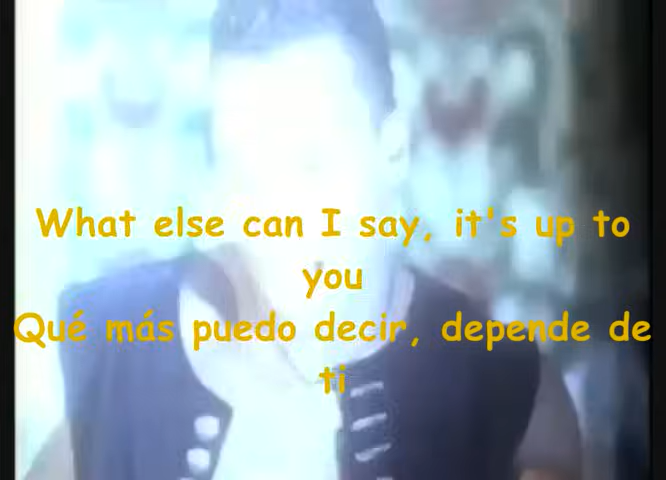 What else can I say, it's up to
you
Qué más puedo decir, depende de
ti